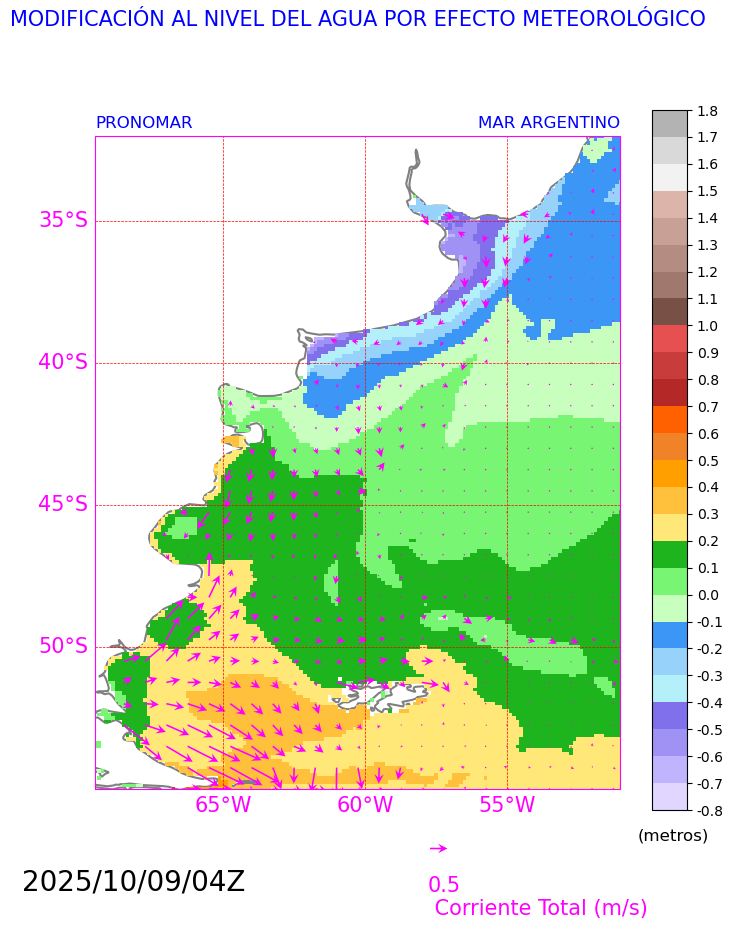 MODIFICACIÓN AL NIVEL DEL AGUA POR EFECTO METEOROLÓGICO
PRONOMAR
MAR ARGENTINO
35°S
40°S
45°S
50°S
65°W
60°W
55°W
1.8
1.7
1.6
1.5
1.4
1.3
1.2
1.1
1.0
0.9
0.8
0.7
0.6
0.5
0.4
0.3
0.2
0.1
0.0
-0.1
-0.2
-0.3
-0.4
-0.5
-0.6
-0.7
-0.8
(metros)
2025/10/09/04Z
0.5
Corriente Total (m/s)